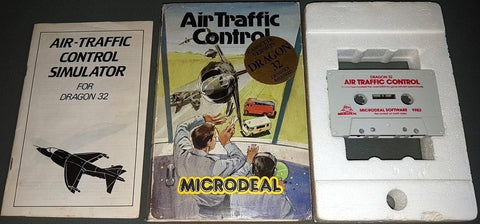 AIR-TRAFFIC
CONTROL
SIMULATOR
FOR
DRAGON 32
Air Traffic
Control
DRAGON
32
MICRODEAL
DRAGON 32
AIR TRAFFIC CONTROL
MICRODEAL
MICRODEAL SOFTWARE 1983